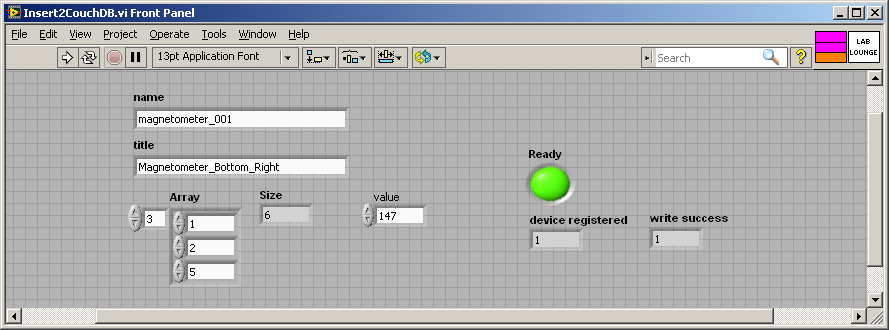 Insert2CouchDB.vi Front Panel
File Edit View Project Operate Tools Window Help
13pt Application Font
Search
?
LAB
LOUNGE
name
magnetometer_001
title
Magnetometer_Bottom_Right
Ready
Array
Size
value
3
1
6
147
2
5
device registered
write success
1
1